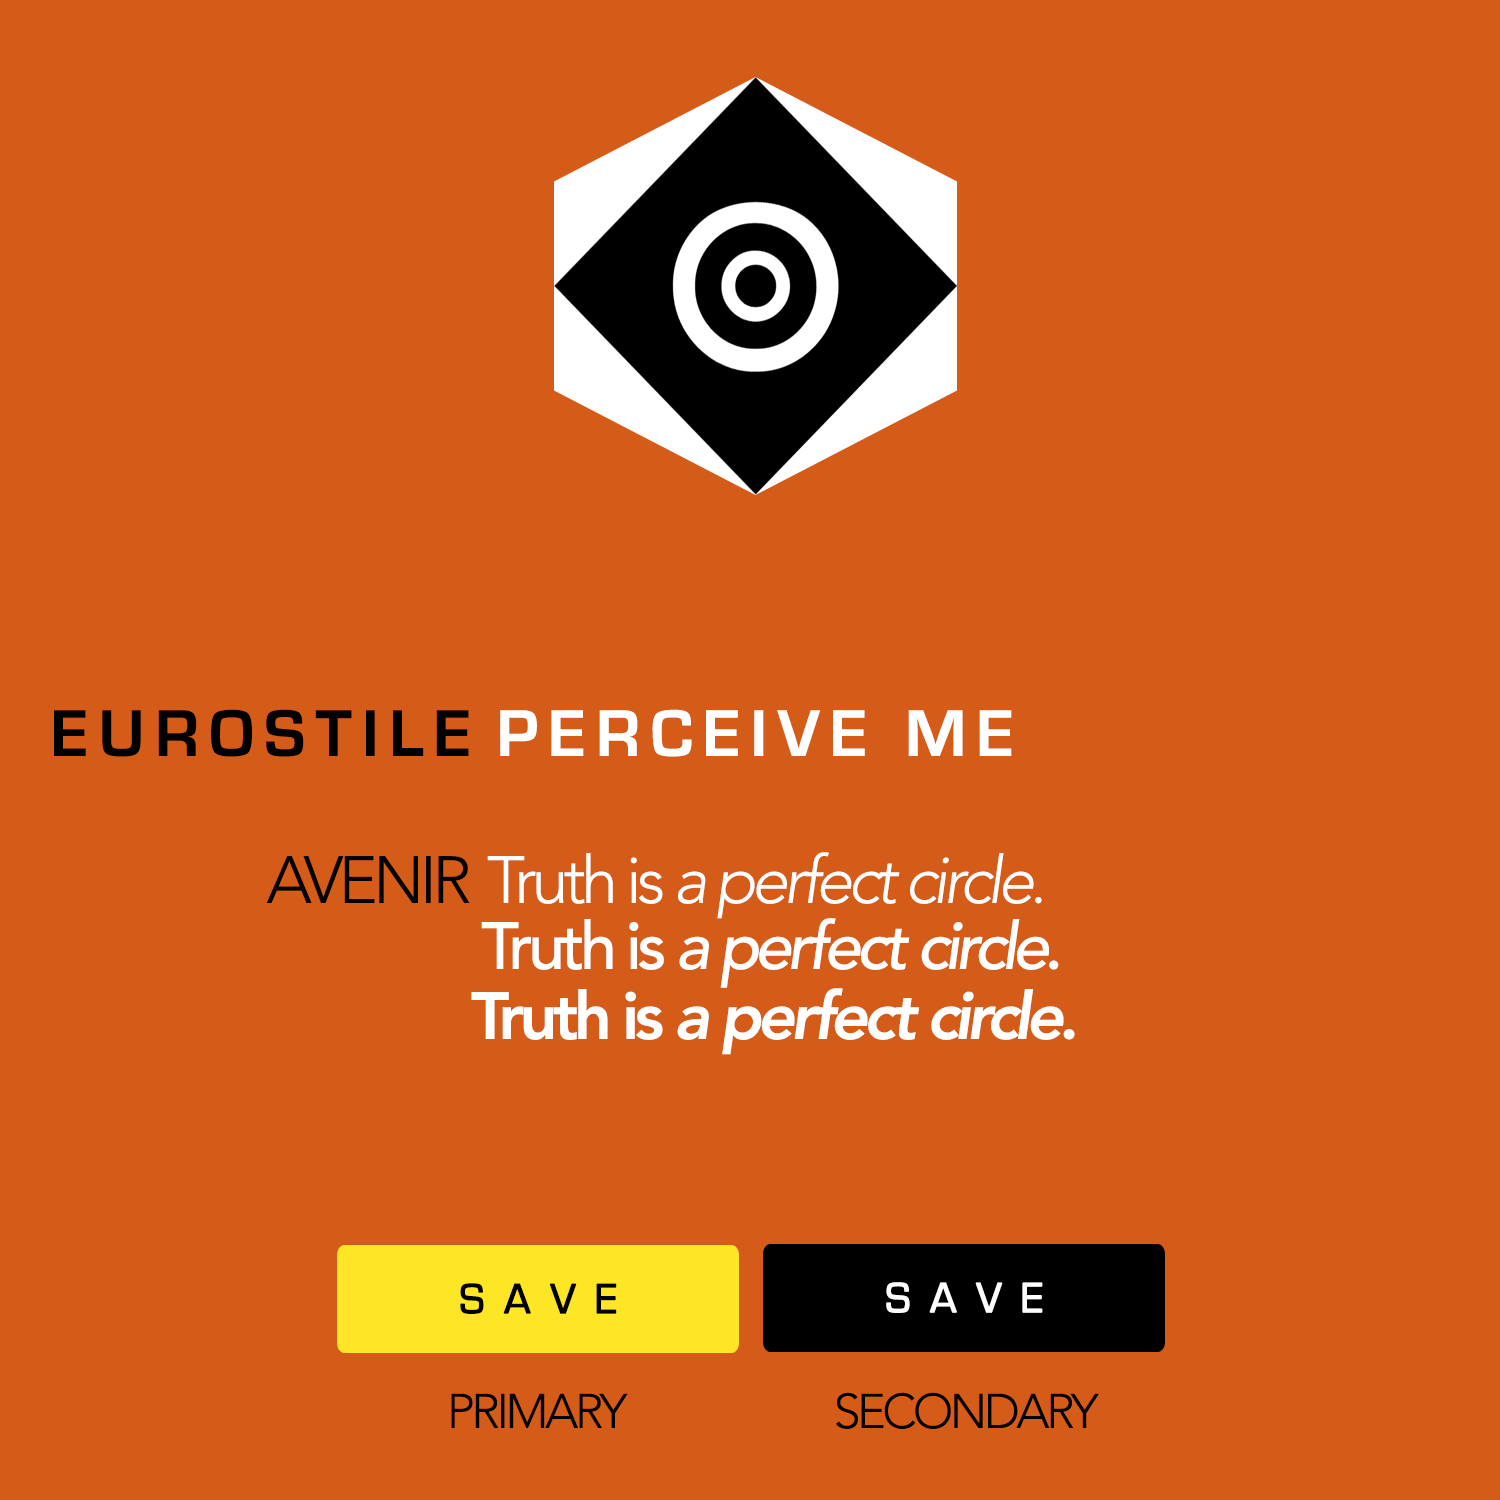 EUROSTILE PERCEIVE ME
AVENIR Truth is a perfect circle.
Truth is a perfect circle.
Truth is a perfect circle.
SAVE SAVE
PRIMARY SECONDARY